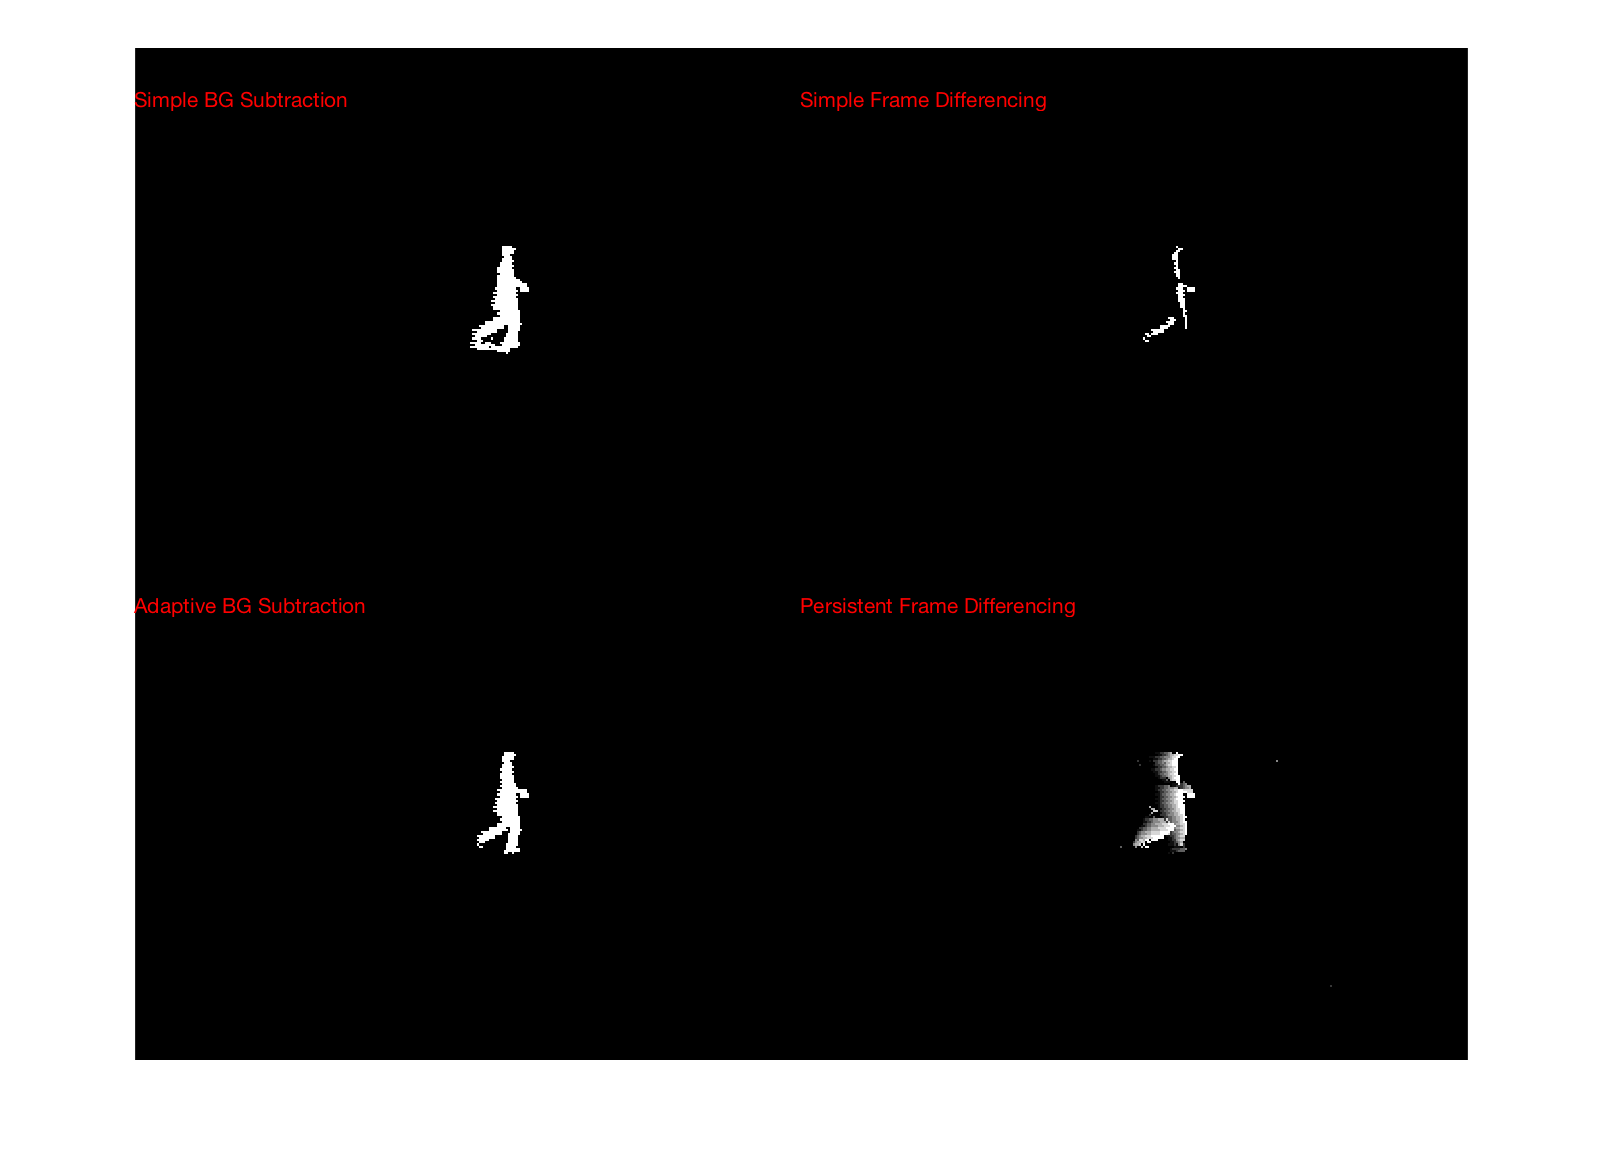 Simple BG Subtraction
Simple Frame Differencing
Adaptive BG Subtraction
Persistent Frame Differencing